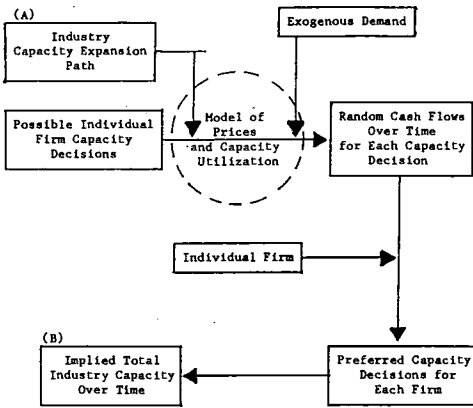 (A)
Industry
Capacity Expansion
Path
Exogenous Demand
Possible Individual
Firm Capacity
Decisions
Model of
Prices
and Capacity
Utilization
Random Cash Flows
Over Time
for Each Capacity
Decision
Individual Firm
(B)
Implied Total
Industry Capacity
Over Time
Preferred Capacity
Decisions for
Each Firm